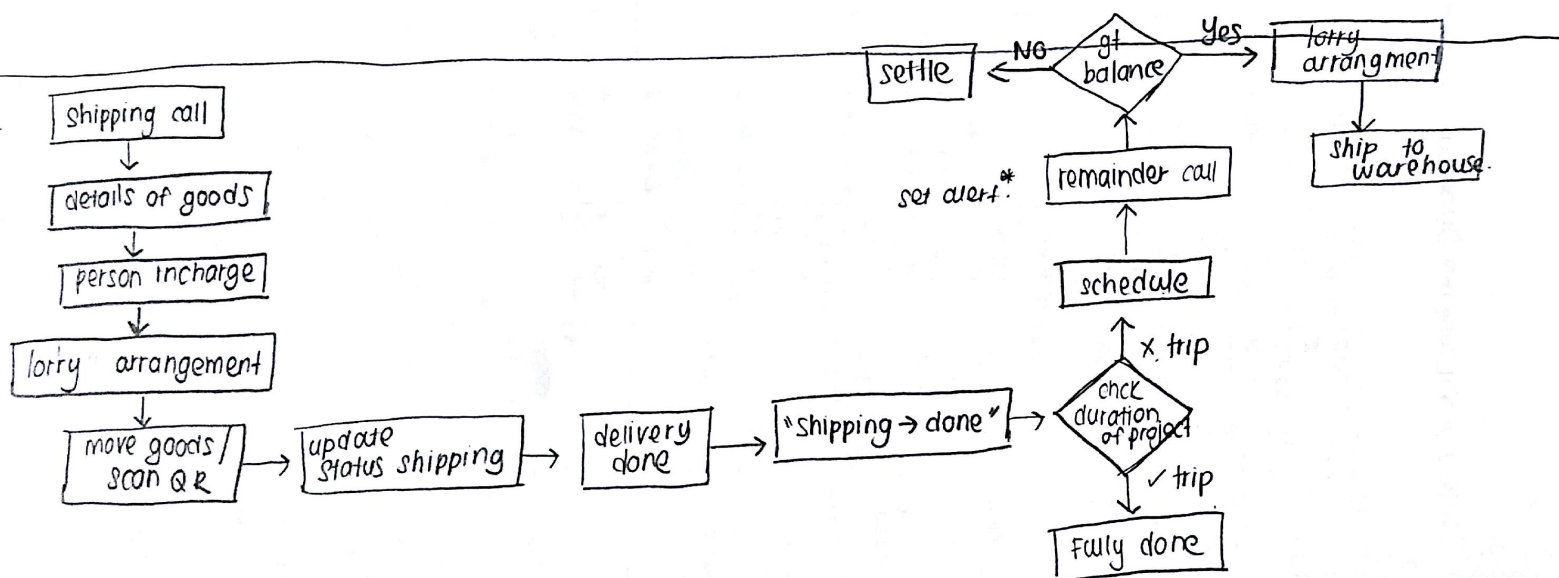 shipping call
details of goods
person incharge
lorry arrangement
move goods/
scan QR
update
status shipping
delivery
done
"shipping → done"
chck
duration
of project
✓ trip
Fully done
x. trip
schedule
remainder call
set alert.*
gt
balance
NO
settle
Yes
lorry
arrangment
ship to
warehouse.